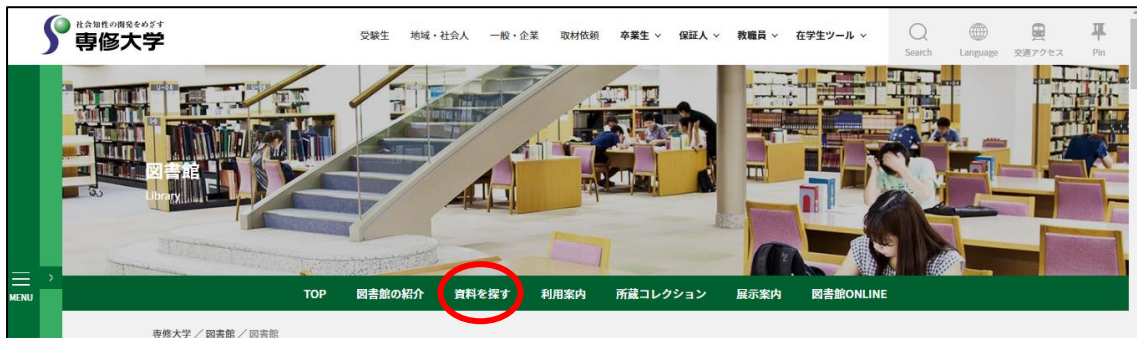 社会知性の開発をめざす
専修大学
受験生 地域・社会人 一般・企業 取材依頼 卒業生 保証人 教職員 在学生ツール
Search Language 交通アクセス Pin
図書館
Library
MENU
TOP 図書館の紹介 資料を探す 利用案内 所蔵コレクション 展示案内 図書館ONLINE
専修大学 ／ 図書館 ／ 図書館